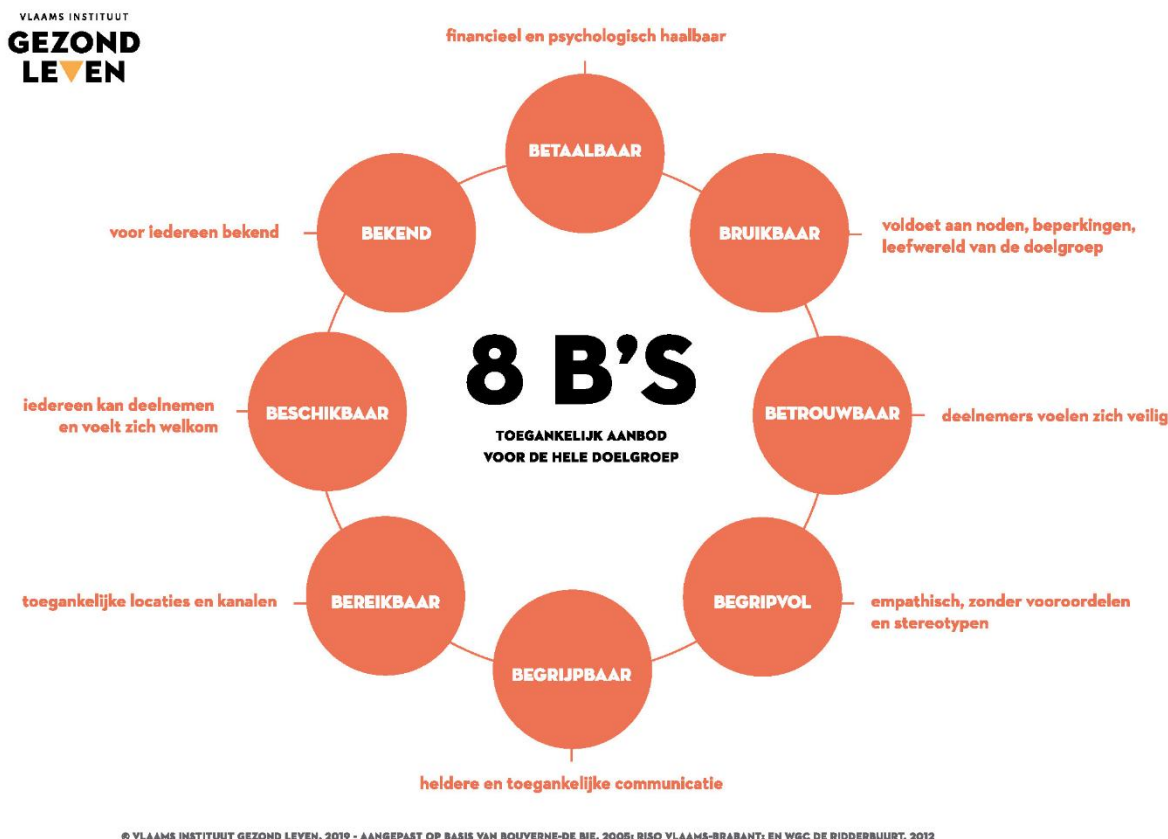 VLAAMS INSTITUUT
GEZOND
LEVEN
financieel en psychologisch haalbaar
BETAALBAAR
BRUIKBAAR
voldoet aan noden, beperkingen,
leefwereld van de doelgroep
BETROUWBAAR
deelnemers voelen zich veilig
BEGRIPVOL
empathisch, zonder vooroordelen
en stereotypen
BEGRIJPBAAR
heldere en toegankelijke communicatie
BEREIKBAAR
toegankelijke locaties en kanalen
BESCHIKBAAR
iedereen kan deelnemen
en voelt zich welkom
BEKEND
voor iedereen bekend
8 B'S
TOEGANKELIJK AANBOD
VOOR DE HELE DOELGROEP
© VLAAMS INSTITUUT GEZOND LEVEN, 2019 - AANGEPAST OP BASIS VAN BOUVERNE-DE BIE, 2005; RISO VLAAMS-BRABANT; EN WGC DE RIDDERBUURT, 2012